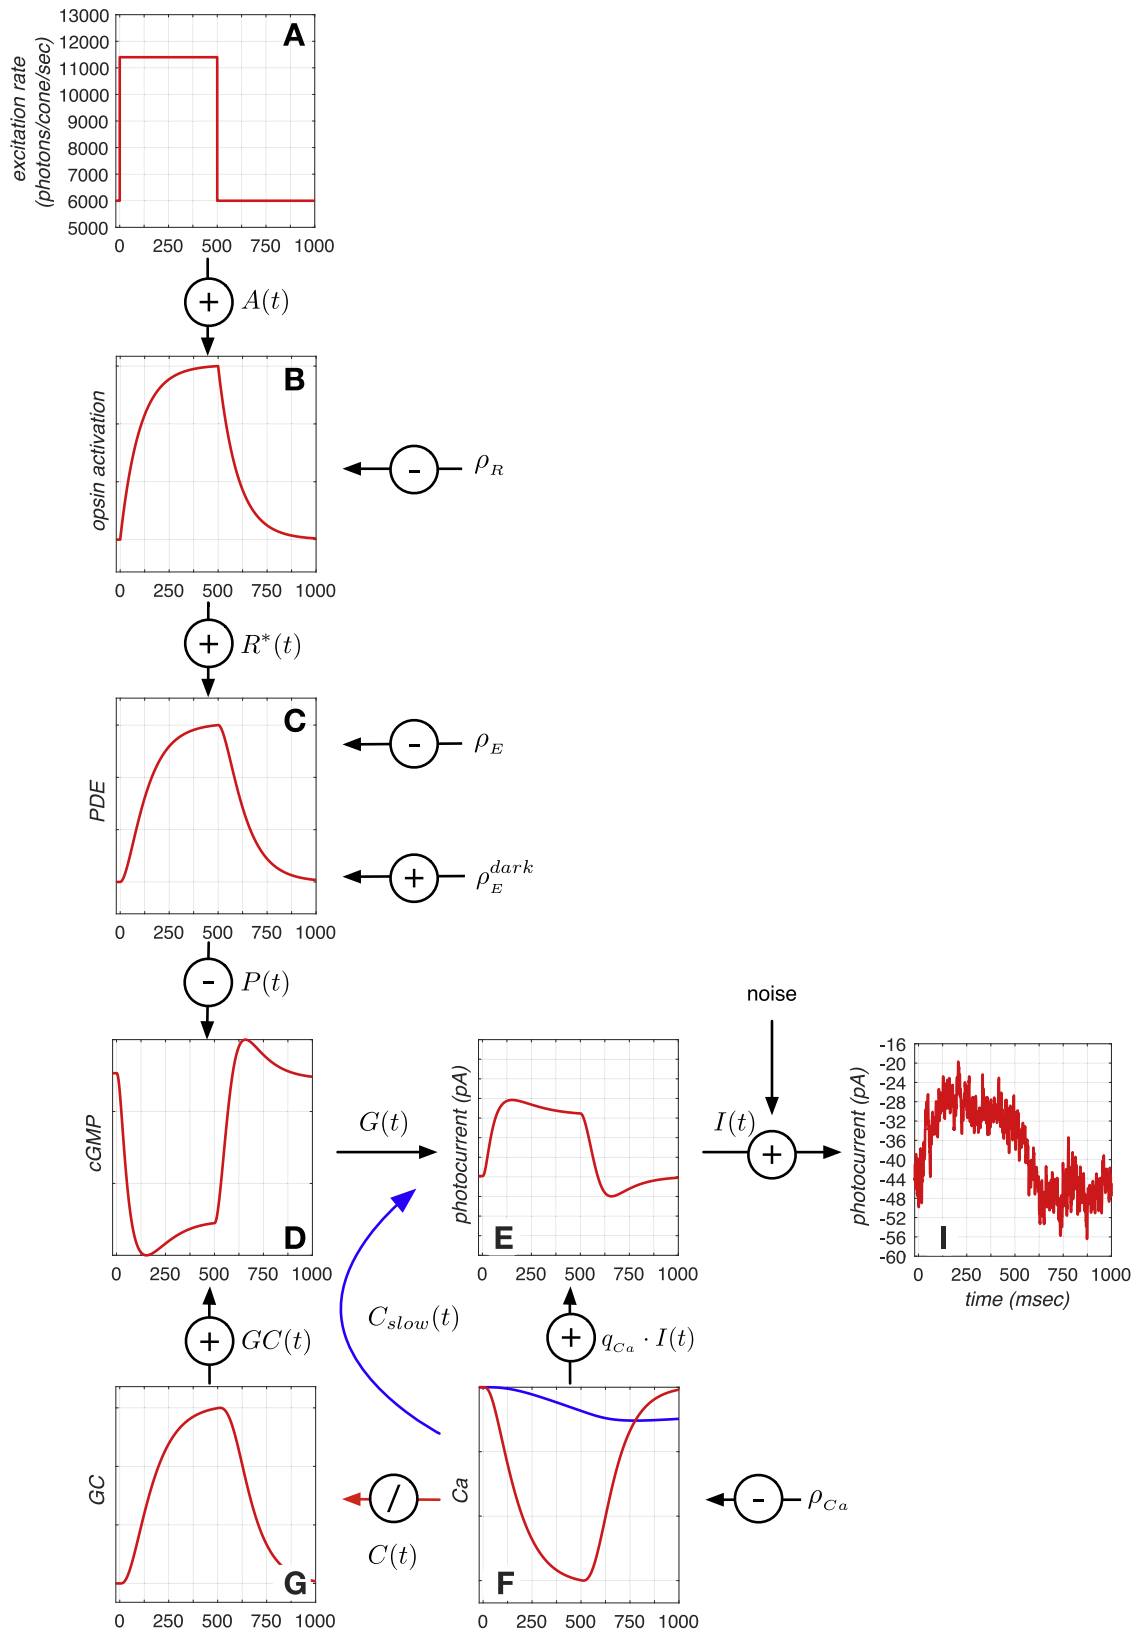 A
excitation rate
(photons/cone/sec)
13000
12000
11000
10000
9000
8000
7000
6000
5000
0 250 500 750 1000
+ A(t)
B
opsin activation
0 250 500 750 1000
- ρR
+ R*(t)
C
PDE
0 250 500 750 1000
- ρE
+ ρE dark
- P(t)
D
cGMP
0 250 500 750 1000
G(t)
E
photocurrent (pA)
0 250 500 750 1000
noise
I(t)
+
photocurrent (pA)
-16
-20
-24
-28
-32
-36
-40
-44
-48
-52
-56
-60
I
0 250 500 750 1000
time (msec)
Cslow(t)
+ GC(t)
+ qCa · I(t)
G
GC
0 250 500 750 1000
/
C(t)
F
Ca
0 250 500 750 1000
- ρCa